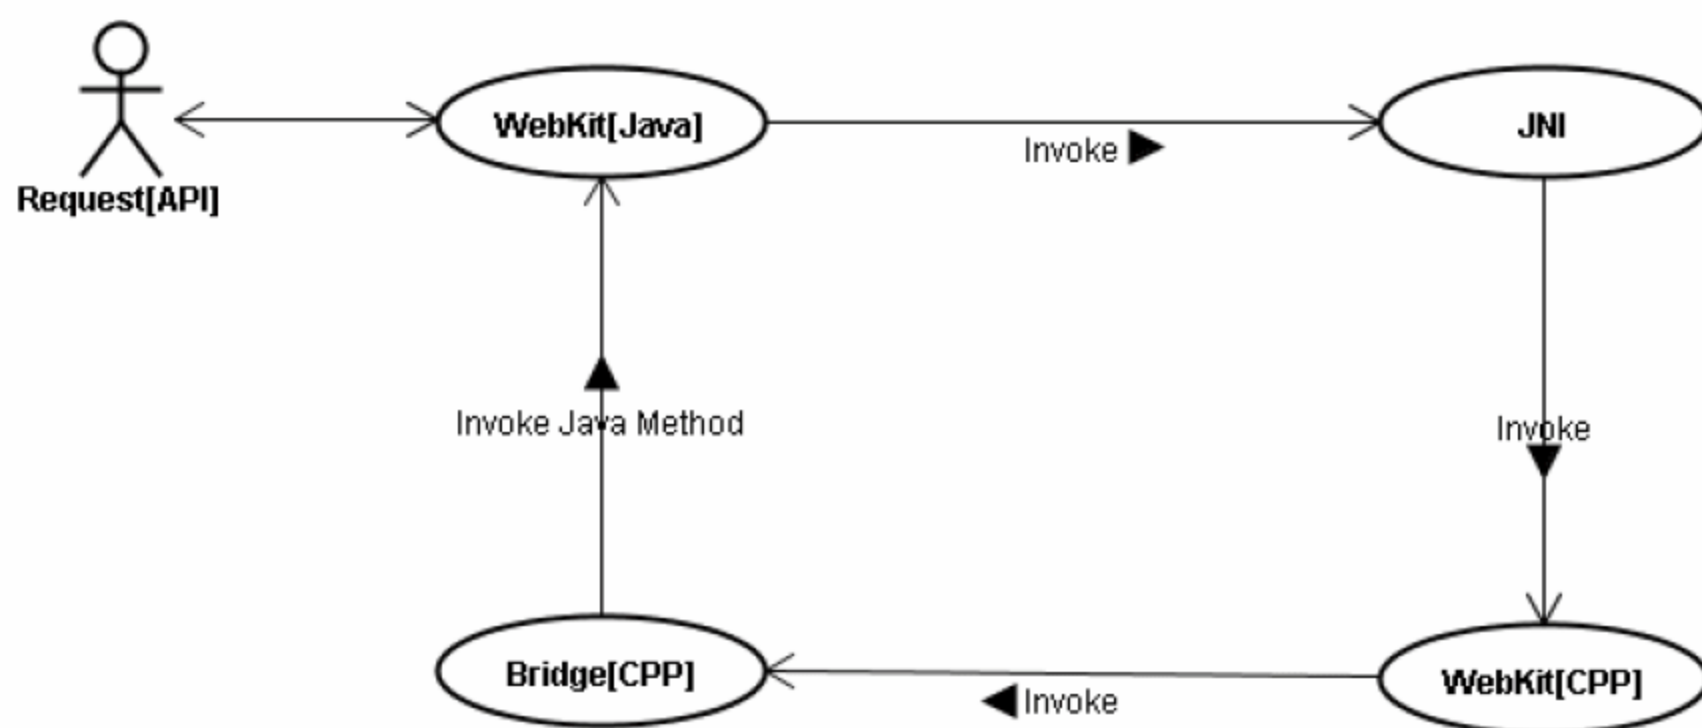 WebKit[Java]
JNI
Invoke
Request[API]
Invoke Java Method
Invoke
Bridge[CPP]
WebKit[CPP]
Invoke